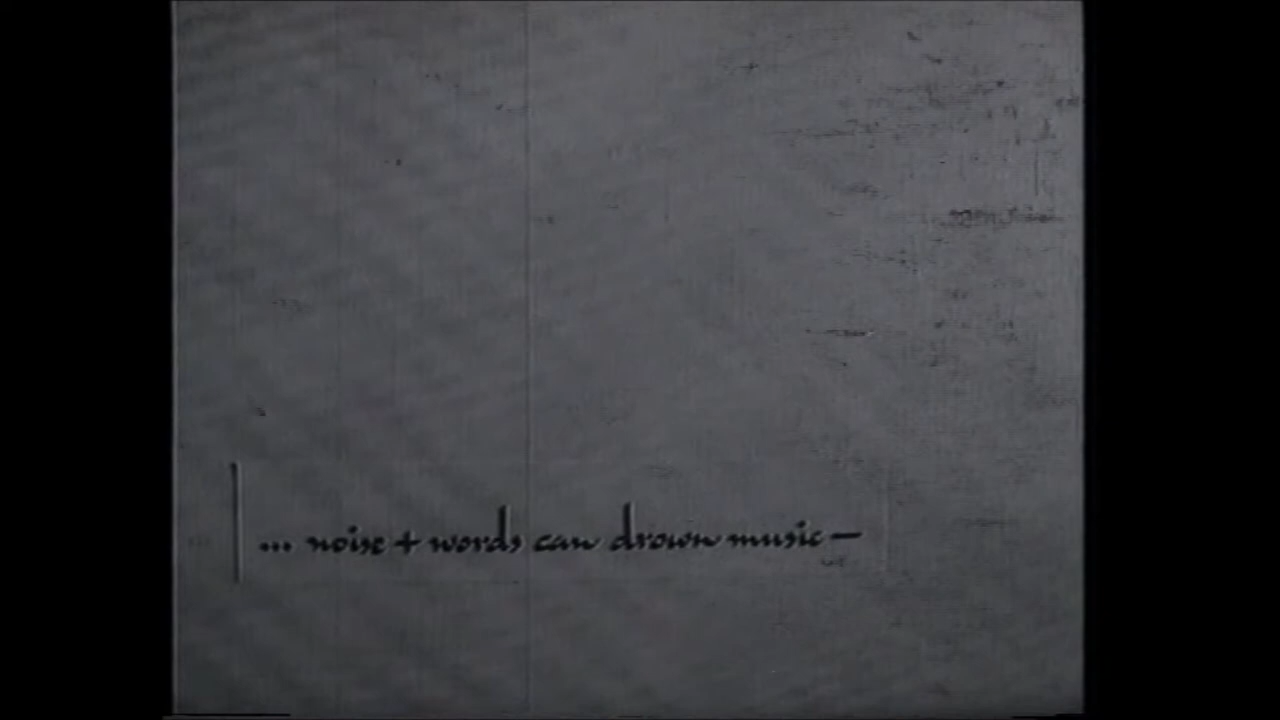 ... noise + words can drown music —